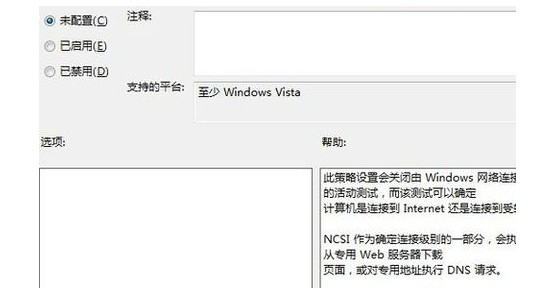 未配置(C)
注释:
已启用(E)
已禁用(D)
支持的平台:
至少 Windows Vista
选项:
帮助:
此策略设置会关闭由 Windows 网络连接
的活动测试，而该测试可以确定
计算机是连接到 Internet 还是连接到受
NCSI 作为确定连接级别的一部分，会执
从专用 Web 服务器下载
页面，或对专用地址执行 DNS 请求。